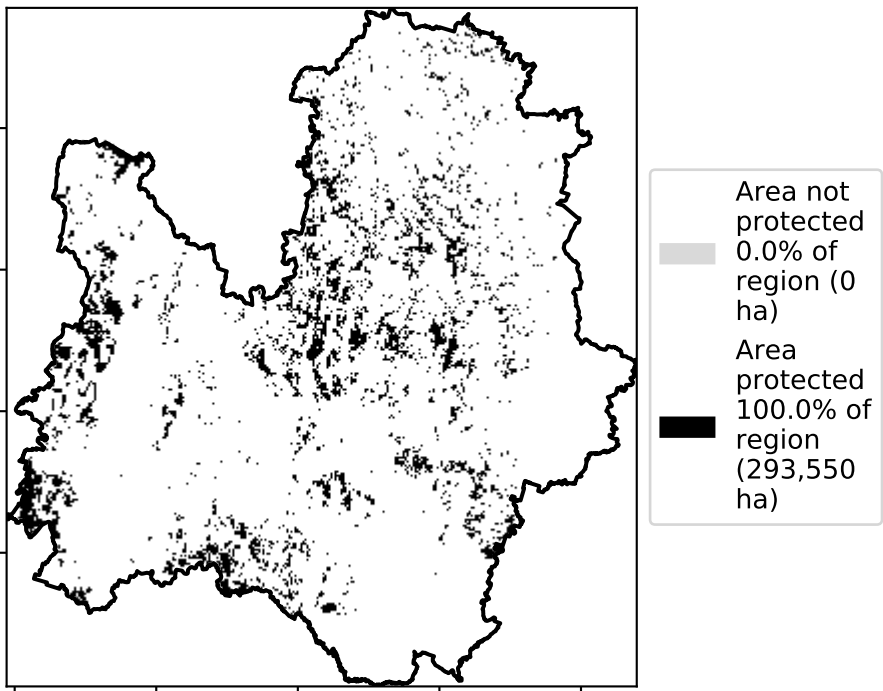 Area not
protected
0.0% of
region (0
ha)
Area
protected
100.0% of
region
(293,550
ha)